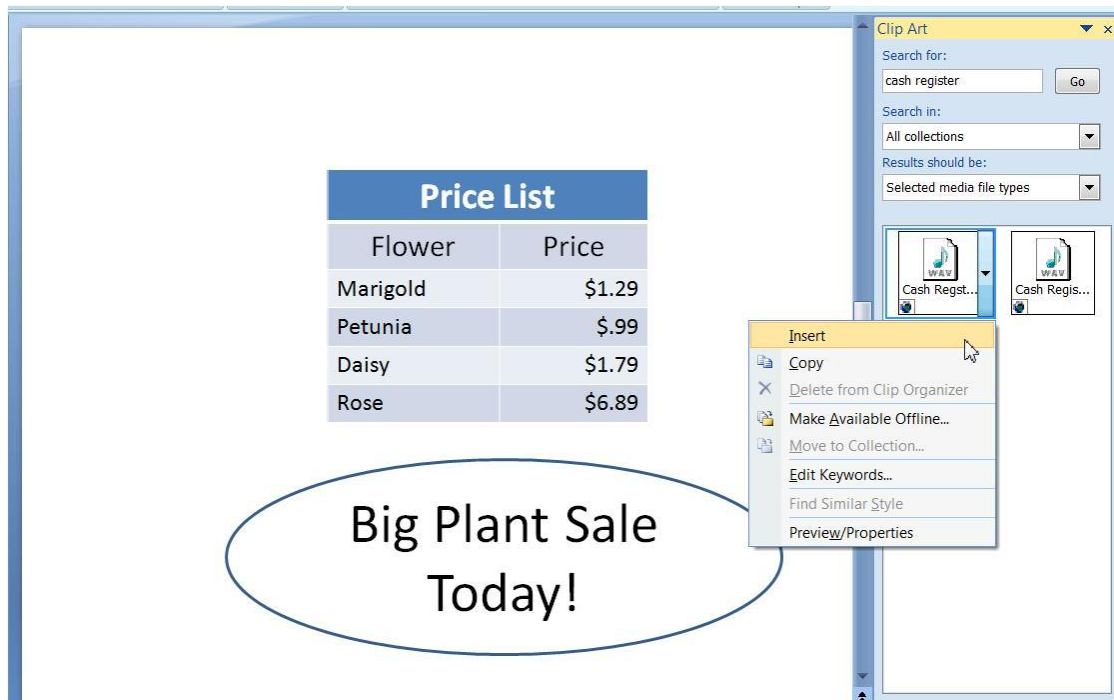 Clip Art
Search for:
cash register
Go
Search in:
All collections
Results should be:
Selected media file types
WAV
Cash Regst...
WAV
Cash Regis...
Insert
Copy
Delete from Clip Organizer
Make Available Offline...
Move to Collection...
Edit Keywords...
Find Similar Style
Preview/Properties
Price List
Flower Price
Marigold $1.29
Petunia $.99
Daisy $1.79
Rose $6.89
Big Plant Sale
Today!